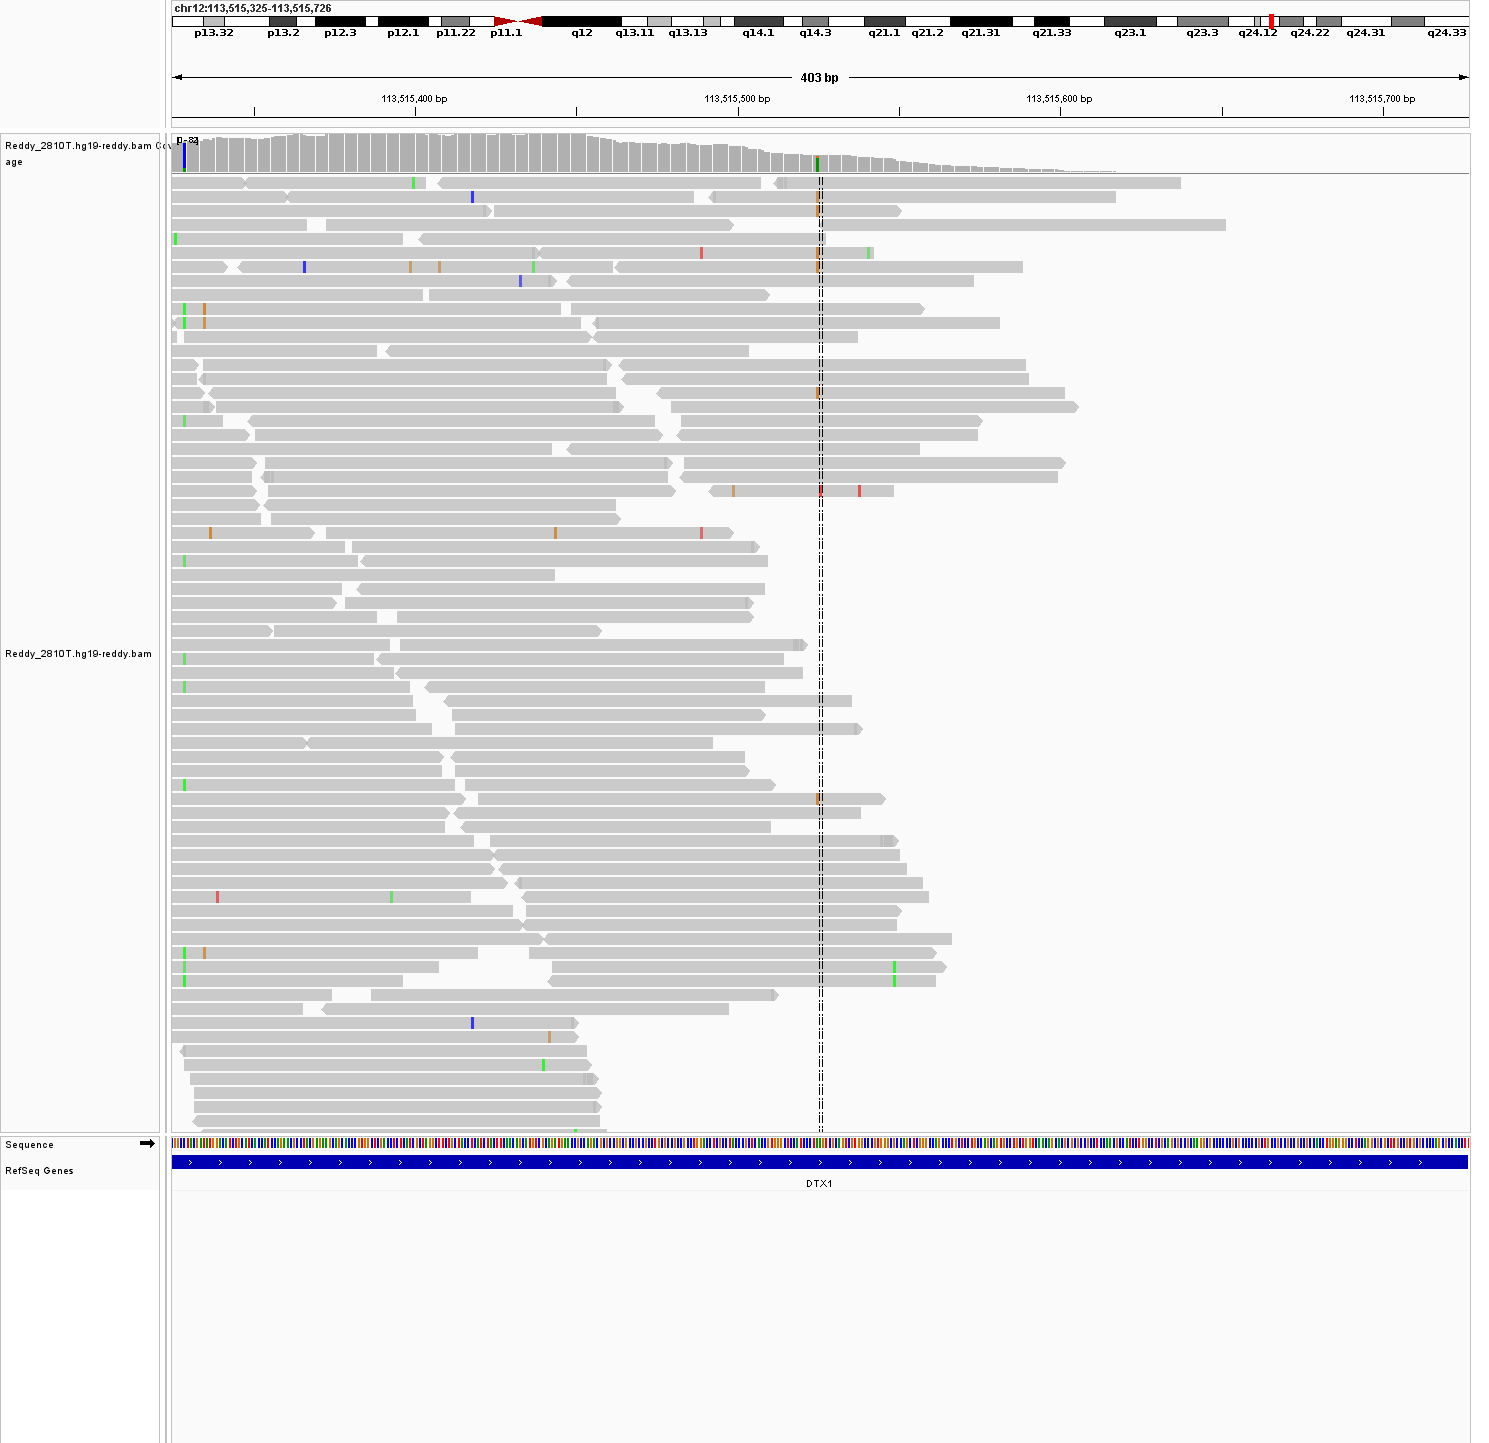 chr12:113,515,325-113,515,726
p13.32 p13.2 p12.3 p12.1 p11.22 p11.1 q12 q13.11 q13.13 q14.1 q14.3 q21.1 q21.2 q21.31 q21.33 q23.1 q23.3 q24.12 q24.22 q24.31 q24.33
403 bp
113,515,400 bp 113,515,500 bp 113,515,600 bp 113,515,700 bp
Reddy_2810T.hg19-reddy.bam Cov
age
Reddy_2810T.hg19-reddy.bam
Sequence
RefSeq Genes
DTX1